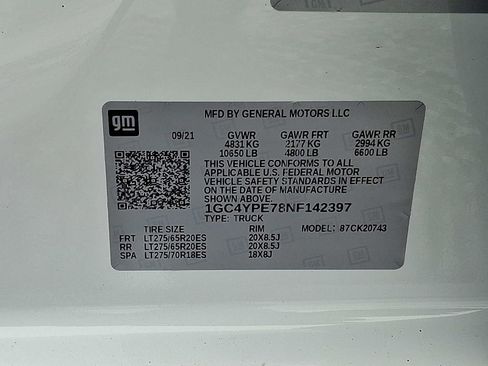 gm
MFD BY GENERAL MOTORS LLC
09/21 GVWR GAWR FRT GAWR RR
4831 KG 2177 KG 2994 KG
10650 LB 4800 LB 6600 LB
THIS VEHICLE CONFORMS TO ALL
APPLICABLE U.S. FEDERAL MOTOR
VEHICLE SAFETY STANDARDS IN EFFECT
ON THE DATE OF MANUFACTURE SHOWN ABOVE.
1GC4YPE78NF142397
TYPE: TRUCK
TIRE SIZE RIM MODEL: 87CK20743
FRT LT275/65R20ES 20X8.5J
RR LT275/65R20ES 20X8.5J
SPA LT275/70R18ES 18X8J